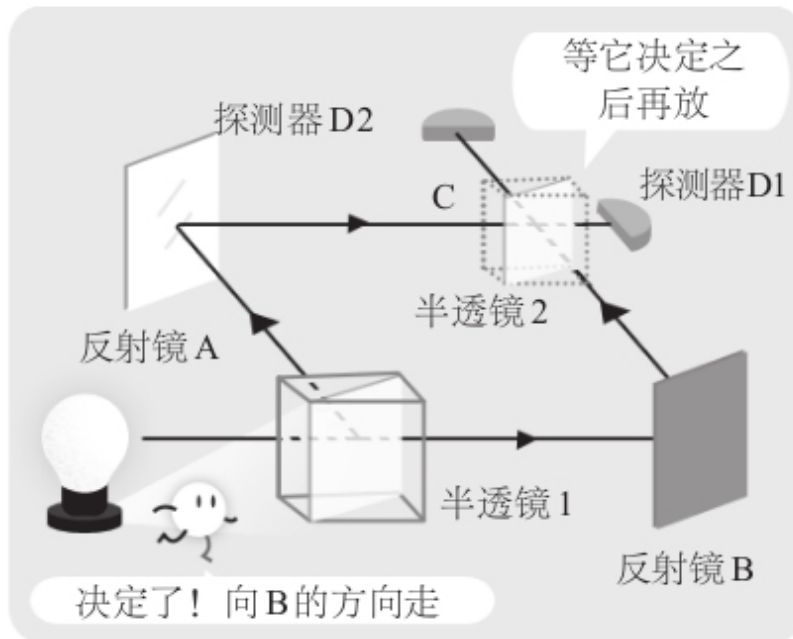 等它决定之
后再放
探测器D2
探测器D1
C
半透镜2
反射镜A
半透镜1
反射镜B
决定了！向B的方向走